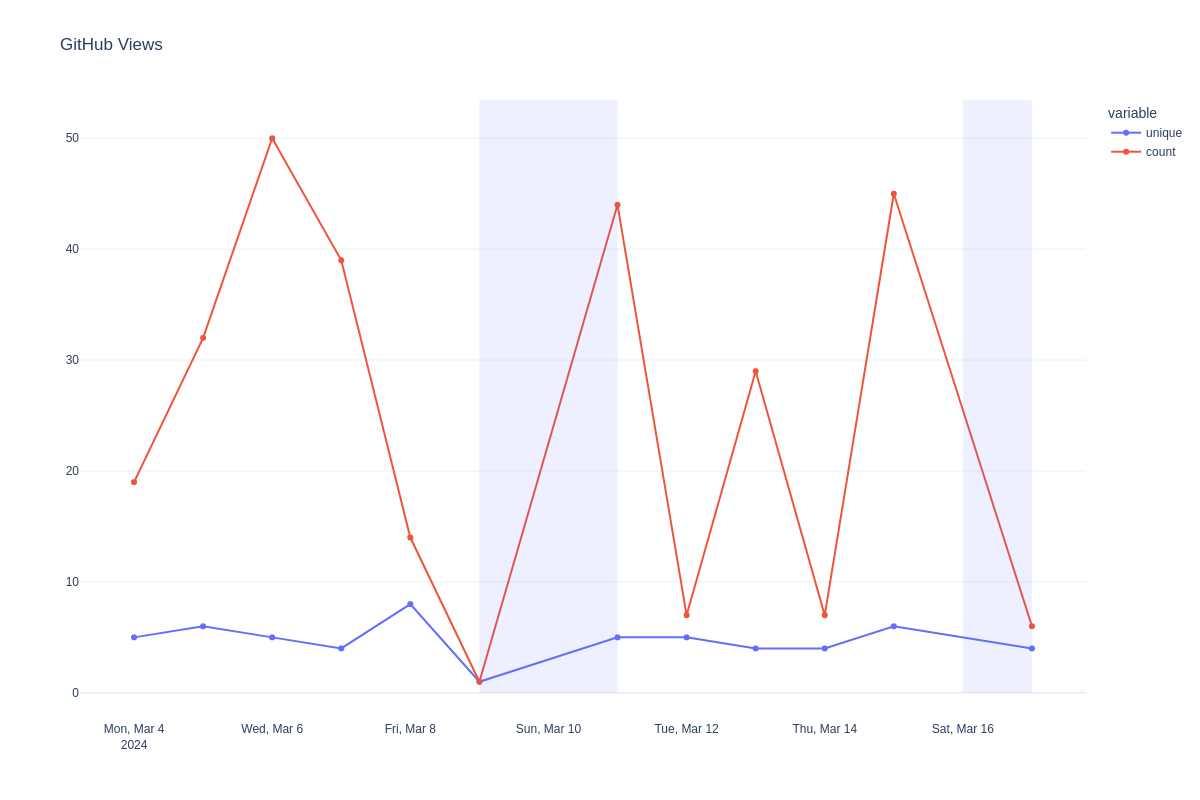 GitHub Views
variable
unique
count
50
40
30
20
10
0
Mon, Mar 4
2024
Wed, Mar 6
Fri, Mar 8
Sun, Mar 10
Tue, Mar 12
Thu, Mar 14
Sat, Mar 16